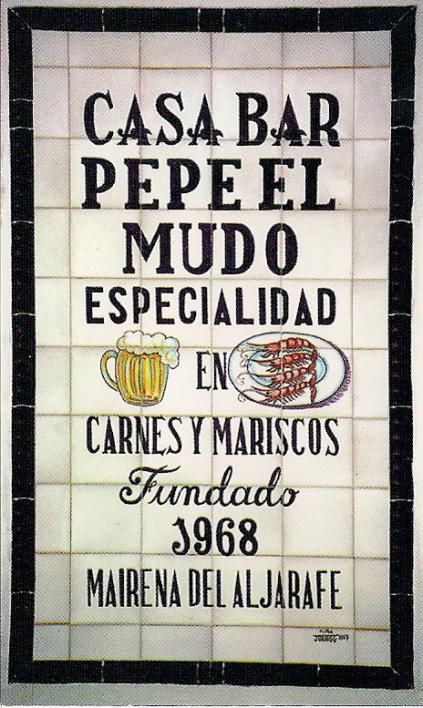 CASA BAR
PEPE EL
MUDO
ESPECIALIDAD
EN
CARNES Y MARISCOS
Fundado
1968
MAIRENA DEL ALJARAFE